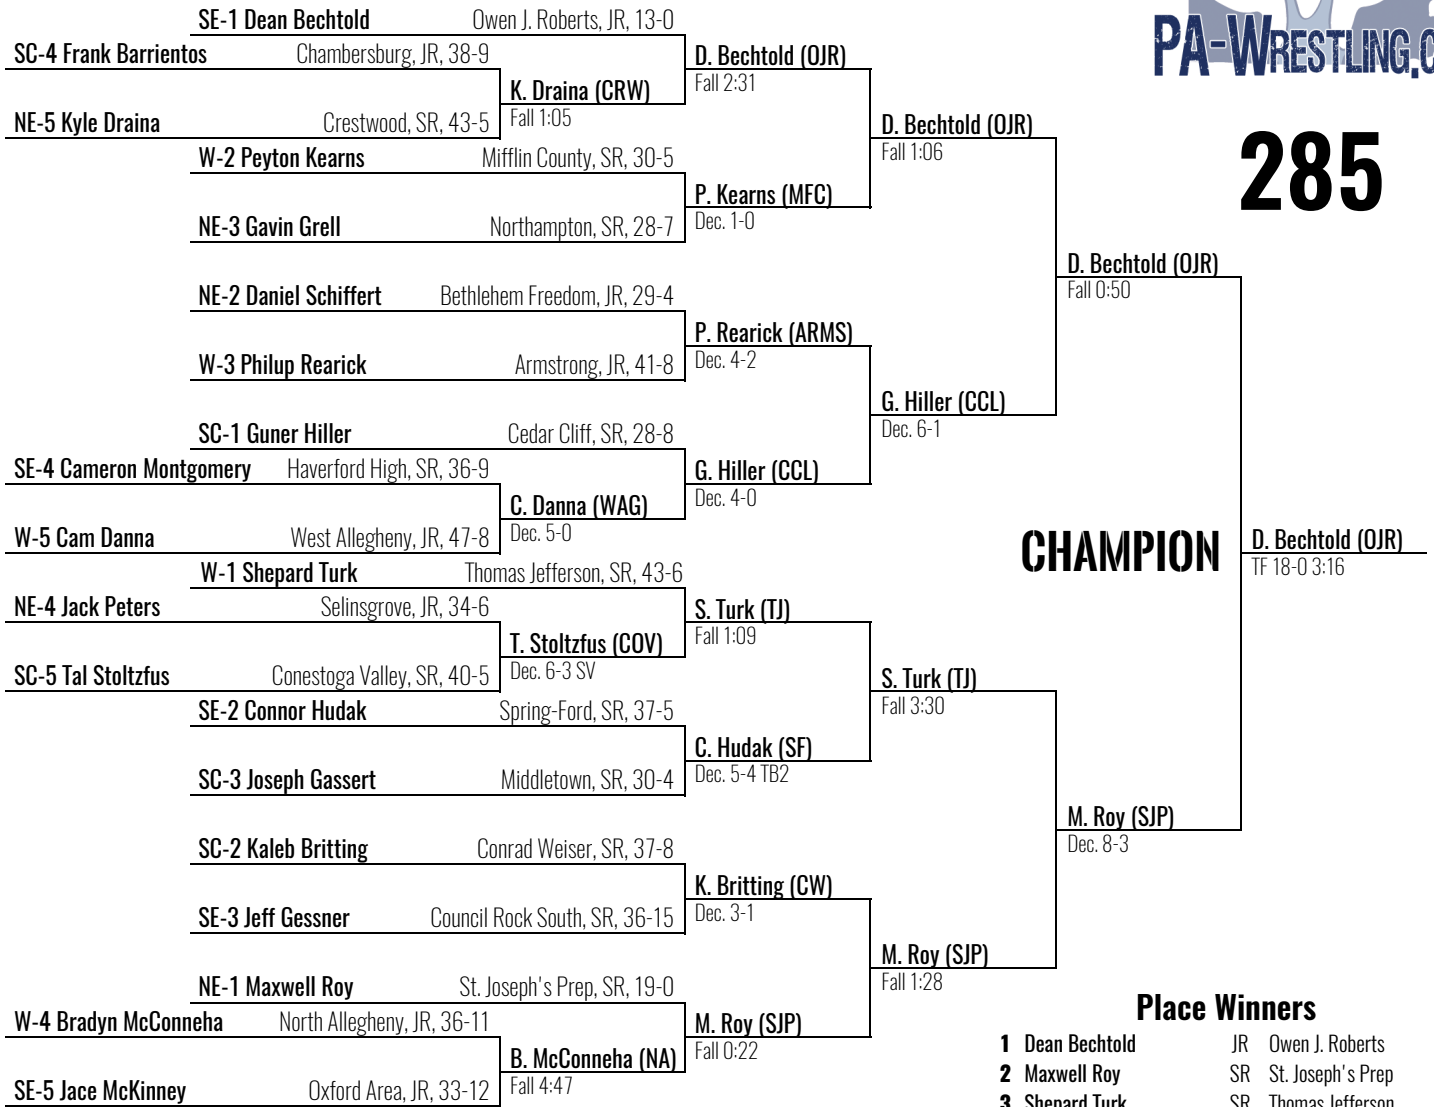 SE-1 Dean Bechtold Owen J. Roberts, JR, 13-0
SC-4 Frank Barrientos Chambersburg, JR, 38-9
D. Bechtold (OJR)
Fall 2:31
K. Draina (CRW)
Fall 1:05
NE-5 Kyle Draina Crestwood, SR, 43-5
D. Bechtold (OJR)
Fall 1:06
W-2 Peyton Kearns Mifflin County, SR, 30-5
P. Kearns (MFC)
Dec. 1-0
NE-3 Gavin Grell Northampton, SR, 28-7
D. Bechtold (OJR)
Fall 0:50
NE-2 Daniel Schiffert Bethlehem Freedom, JR, 29-4
P. Rearick (ARMS)
Dec. 4-2
W-3 Philup Rearick Armstrong, JR, 41-8
G. Hiller (CCL)
Dec. 6-1
SC-1 Guner Hiller Cedar Cliff, SR, 28-8
SE-4 Cameron Montgomery Haverford High, SR, 36-9
G. Hiller (CCL)
Dec. 4-0
C. Danna (WAG)
Dec. 5-0
W-5 Cam Danna West Allegheny, JR, 47-8
CHAMPION
D. Bechtold (OJR)
TF 18-0 3:16
W-1 Shepard Turk Thomas Jefferson, SR, 43-6
NE-4 Jack Peters Selinsgrove, JR, 34-6
S. Turk (TJ)
Fall 1:09
T. Stoltzfus (COV)
Dec. 6-3 SV
SC-5 Tal Stoltzfus Conestoga Valley, SR, 40-5
S. Turk (TJ)
Fall 3:30
SE-2 Connor Hudak Spring-Ford, SR, 37-5
C. Hudak (SF)
Dec. 5-4 TB2
SC-3 Joseph Gassert Middletown, SR, 30-4
M. Roy (SJP)
Dec. 8-3
SC-2 Kaleb Britting Conrad Weiser, SR, 37-8
K. Britting (CW)
Dec. 3-1
SE-3 Jeff Gessner Council Rock South, SR, 36-15
M. Roy (SJP)
Fall 1:28
NE-1 Maxwell Roy St. Joseph's Prep, SR, 19-0
W-4 Bradyn McConneha North Allegheny, JR, 36-11
M. Roy (SJP)
Fall 0:22
B. McConneha (NA)
Fall 4:47
SE-5 Jace McKinney Oxford Area, JR, 33-12
PA-WRESTLING.C
285
Place Winners
1 Dean Bechtold JR Owen J. Roberts
2 Maxwell Roy SR St. Joseph's Prep
3 Shepard Turk SR Thomas Jefferson